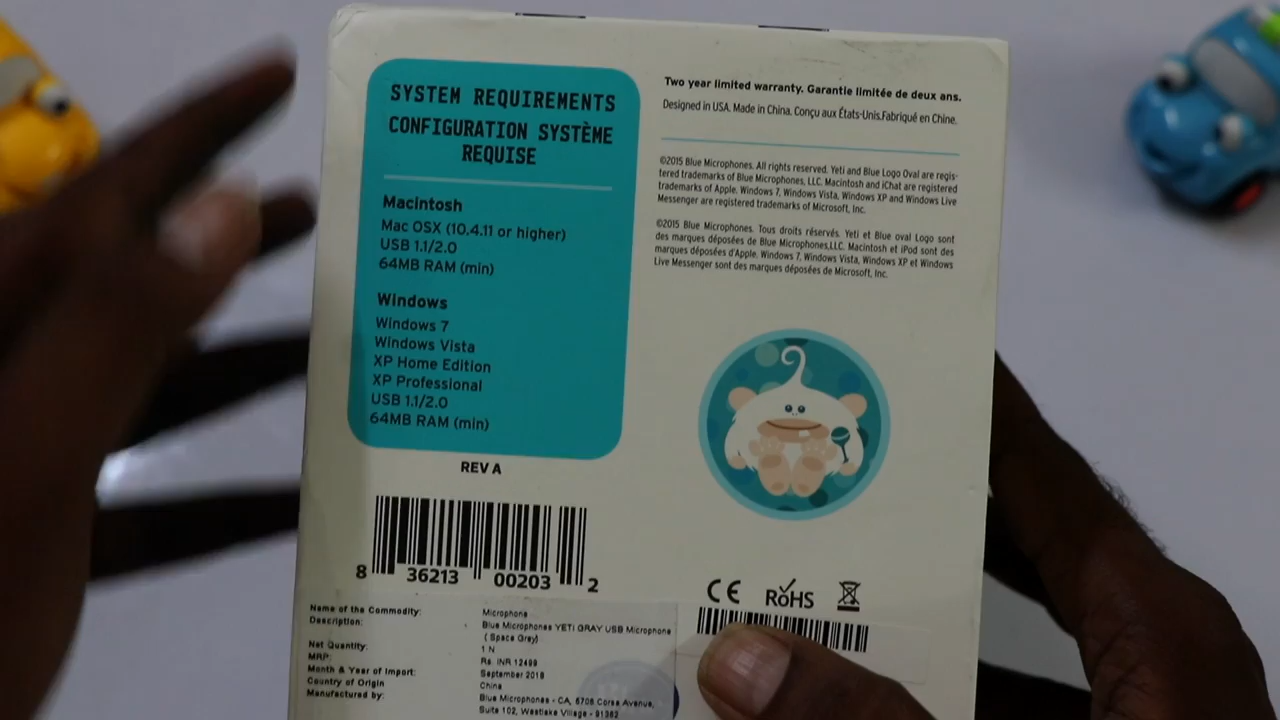 SYSTEM REQUIREMENTS
CONFIGURATION SYSTÈME
REQUISE
Macintosh
Mac OSX (10.4.11 or higher)
USB 1.1/2.0
64MB RAM (min)
Windows
Windows 7
Windows Vista
XP Home Edition
XP Professional
USB 1.1/2.0
64MB RAM (min)
REV A
8 36213 00203 2
Two year limited warranty. Garantie limitée de deux ans.
Designed in USA. Made in China. Conçu aux États-Unis.Fabriqué en Chine.
©2015 Blue Microphones. All rights reserved. Yeti and Blue Logo Oval are regis-
tered trademarks of Blue Microphones, LLC. Macintosh and iChat are registered
trademarks of Apple. Windows 7, Windows Vista, Windows XP and Windows Live
Messenger are registered trademarks of Microsoft, Inc.
©2015 Blue Microphones. Tous droits réservés. Yeti et Blue oval Logo sont
des marques déposées de Blue Microphones,LLC. Macintosh et iPod sont des
marques déposées d'Apple. Windows 7, Windows Vista, Windows XP et Windows
Live Messenger sont des marques déposées de Microsoft, Inc.
CE RoHS
Name of the Commodity: Microphone
Description: Blue Microphones YETI GRAY USB Microphone
( Space Grey)
Net Quantity: 1 N
MRP: Rs. INR 12499
Month & Year of Import: September 2018
Country of Origin China
Manufactured by: Blue Microphones - CA, 5706 Corsa Avenue,
Suite 102, Westlake Village - 91362